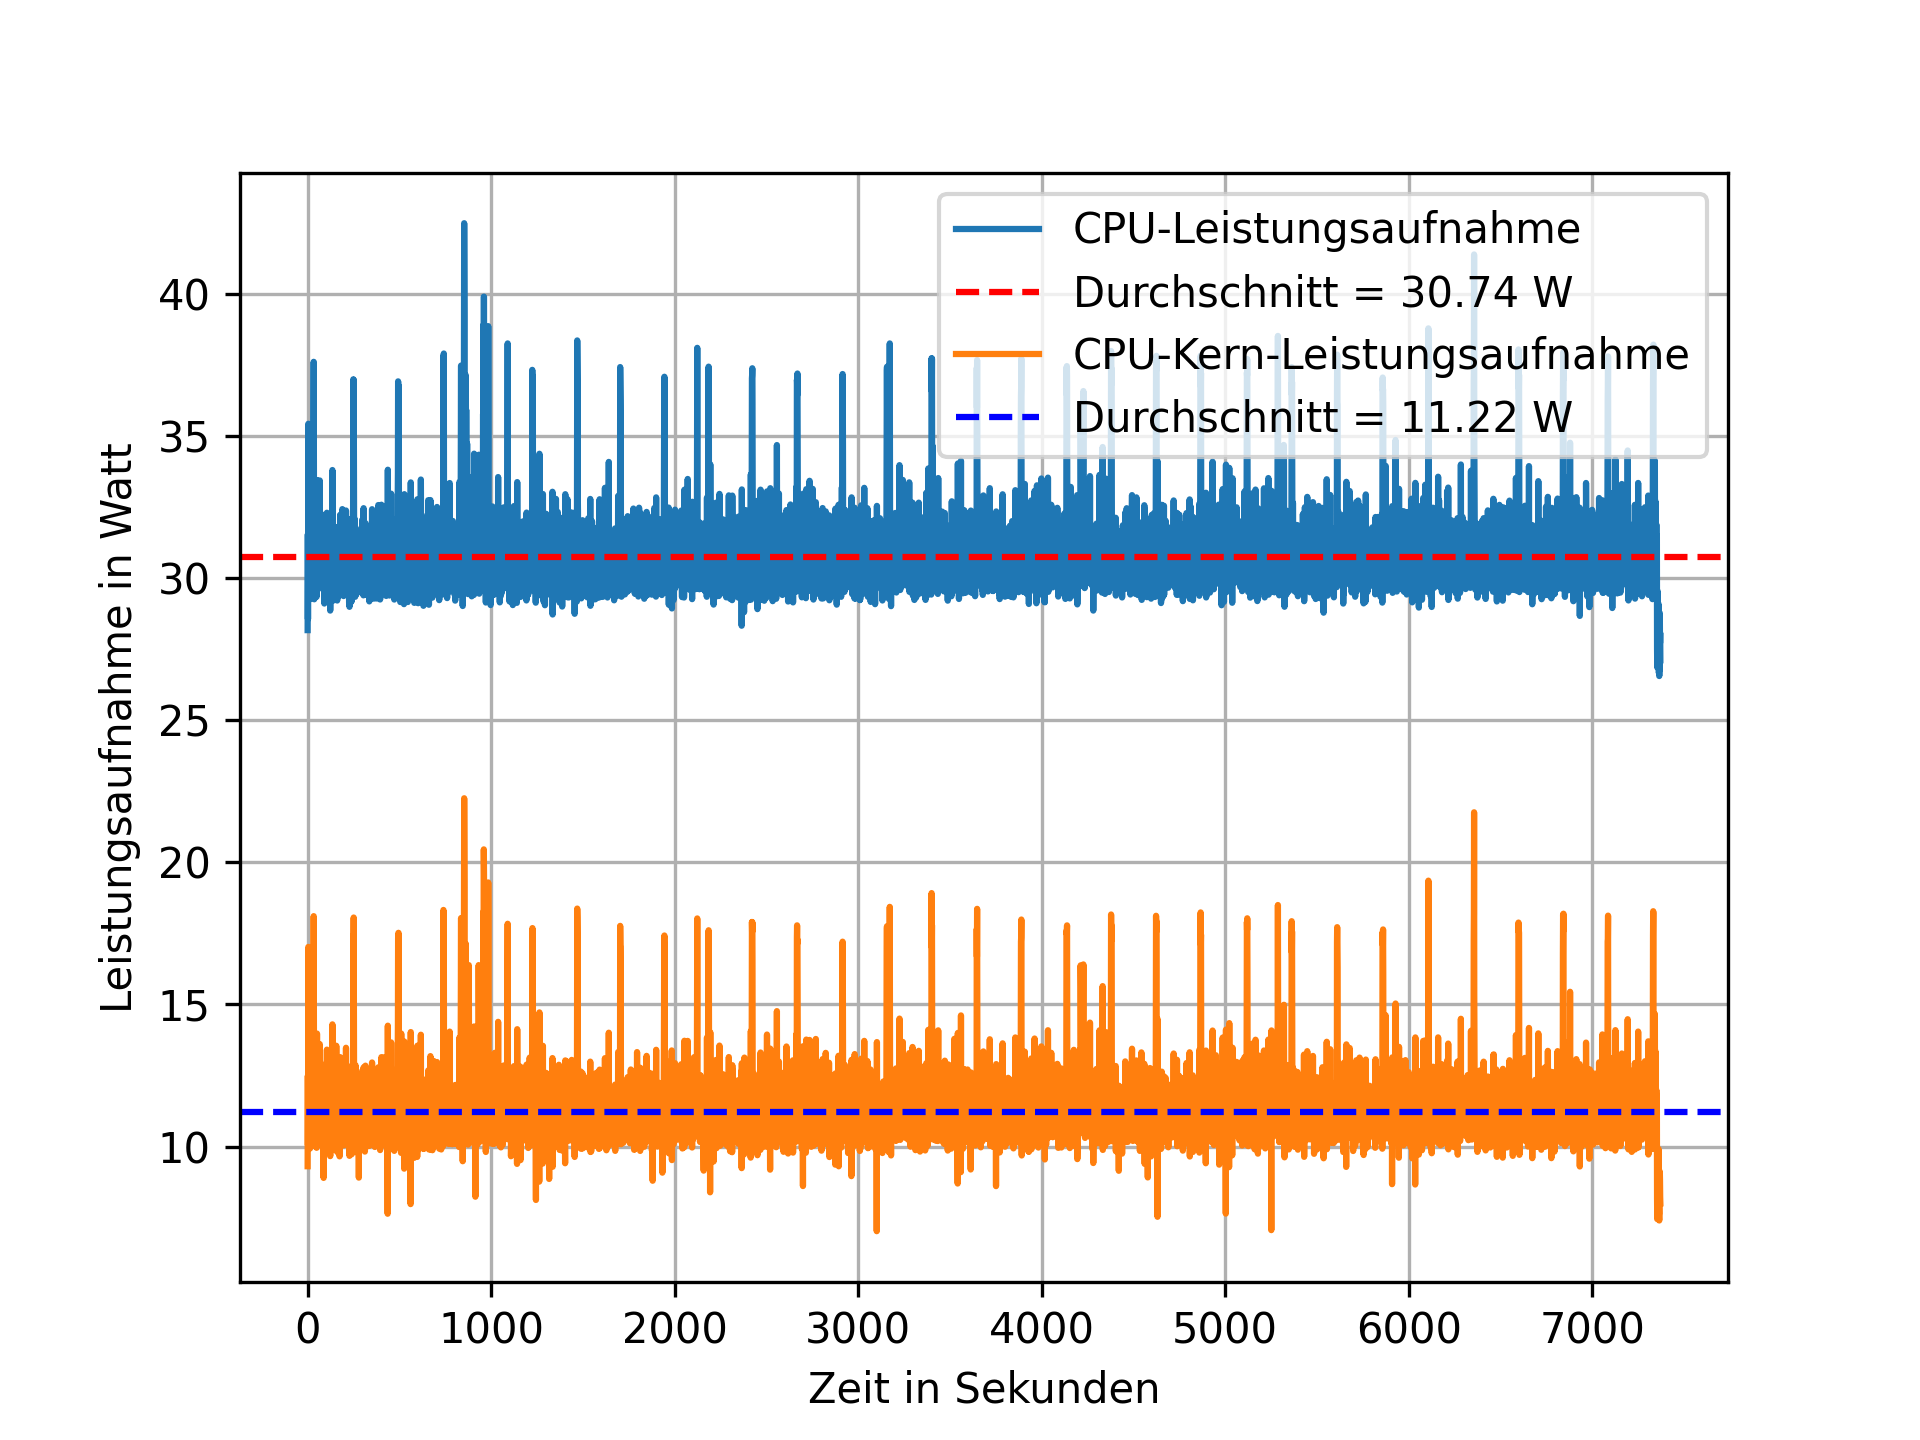 CPU-Leistungsaufnahme
Durchschnitt = 30.74 W
CPU-Kern-Leistungsaufnahme
Durchschnitt = 11.22 W
Leistungsaufnahme in Watt
40
35
30
25
20
15
10
0 1000 2000 3000 4000 5000 6000 7000
Zeit in Sekunden